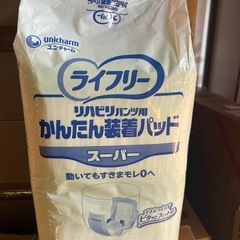 unicharm
ユニ・チャーム
ライフリー
リハビリパンツ用
かんたん装着パッド
スーパー
動いてもすきまモレ0へ